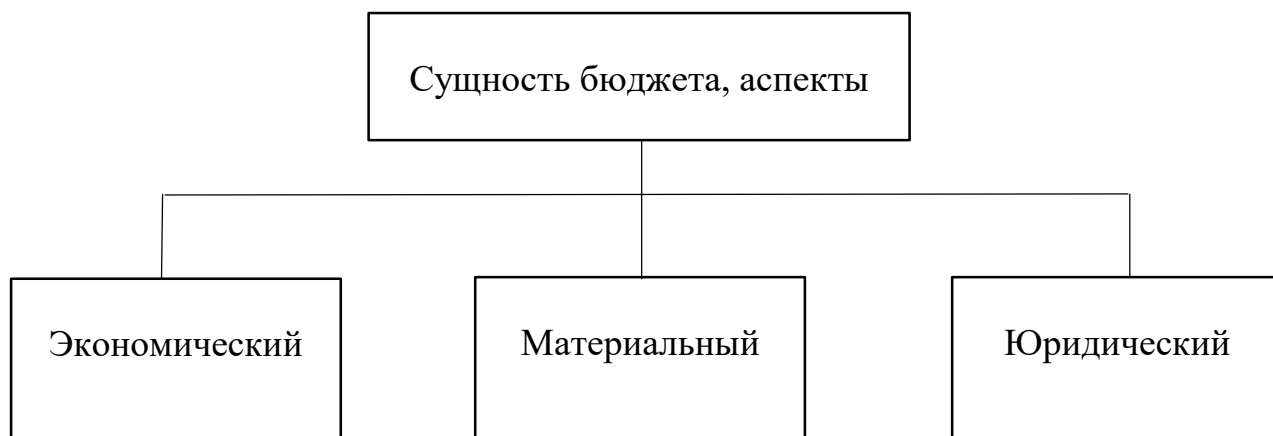 Сущность бюджета, аспекты
Экономический
Материальный
Юридический